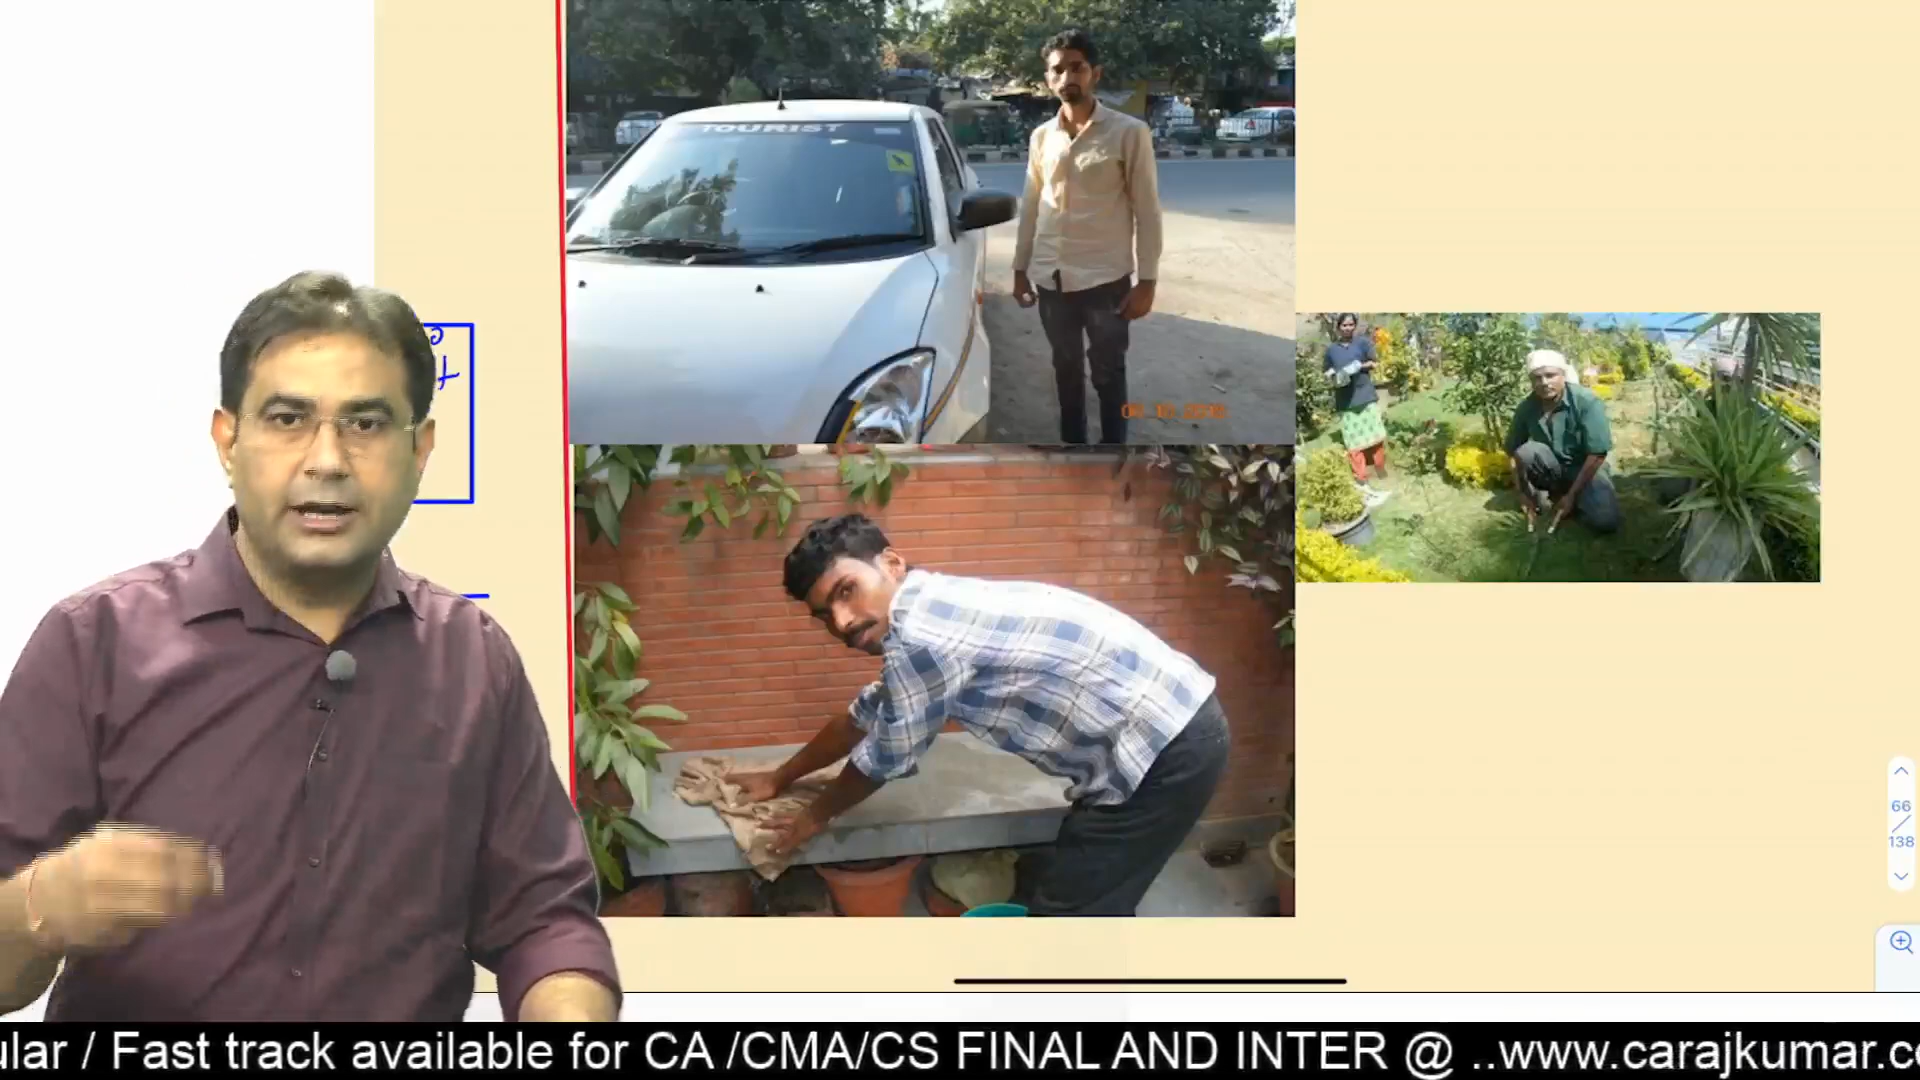 TOURIST
66
138
ular / Fast track available for CA /CMA/CS FINAL AND INTER @ ..www.carajkumar.c